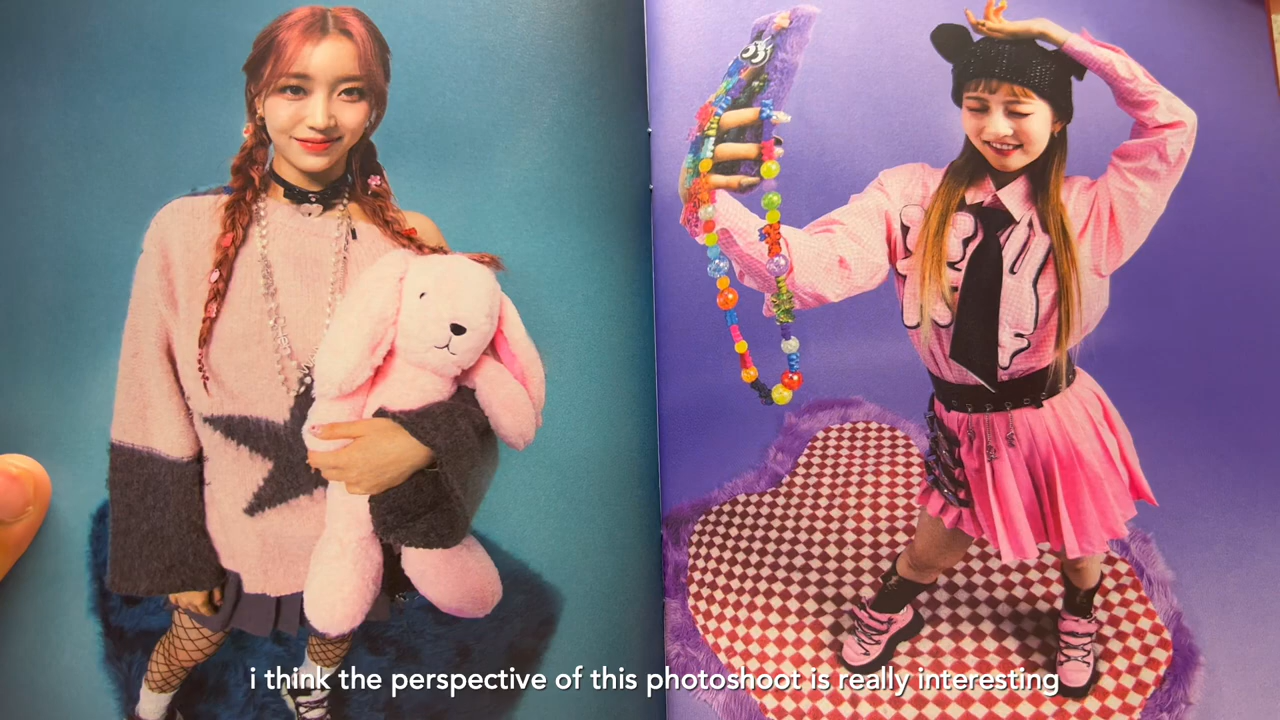 i think the perspective of this photoshoot is really interesting